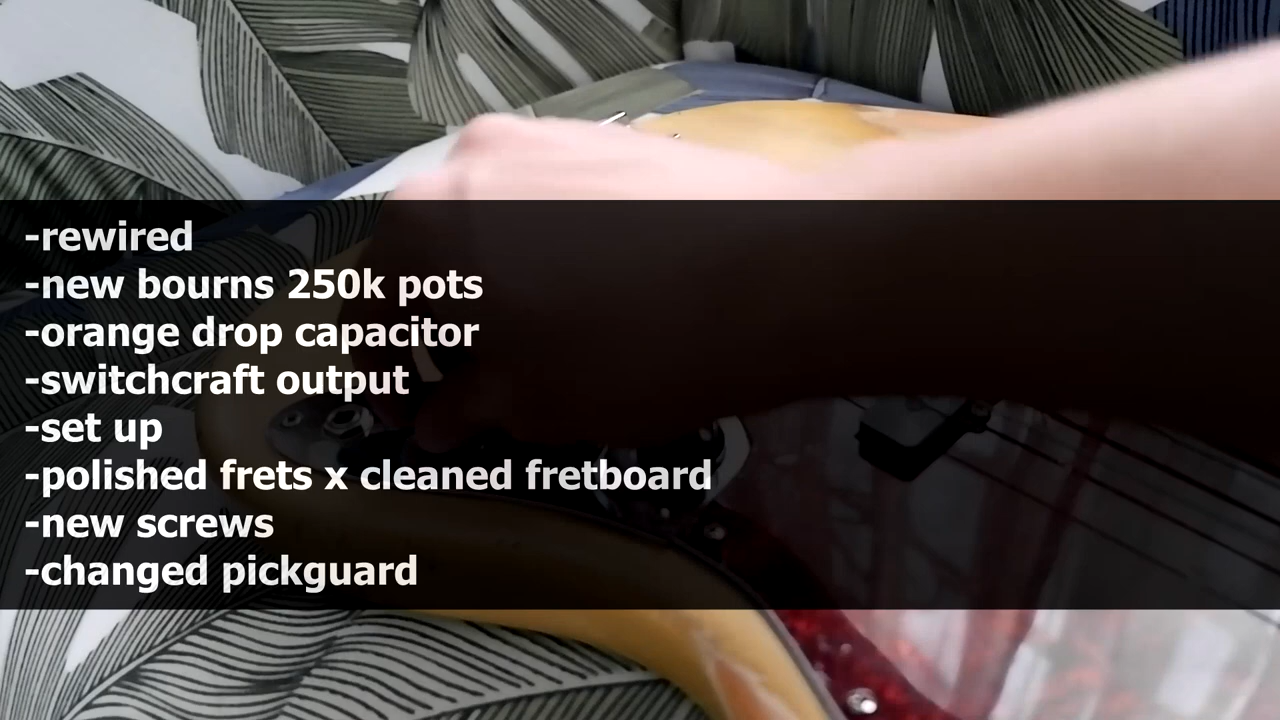 -rewired
-new bourns 250k pots
-orange drop capacitor
-switchcraft output
-set up
-polished frets x cleaned fretboard
-new screws
-changed pickguard